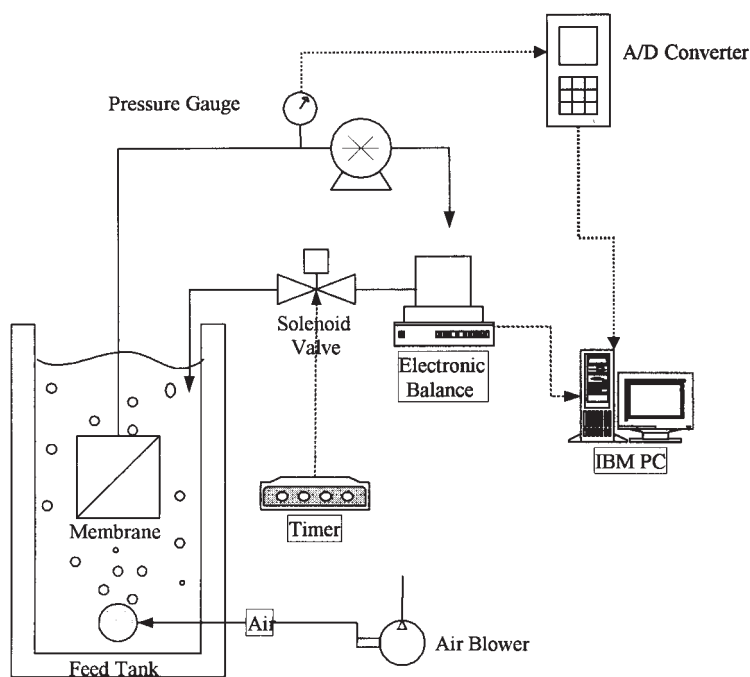 A/D Converter
Pressure Gauge
Solenoid
Valve
Electronic
Balance
IBM PC
Membrane
Timer
Air
Air Blower
Feed Tank